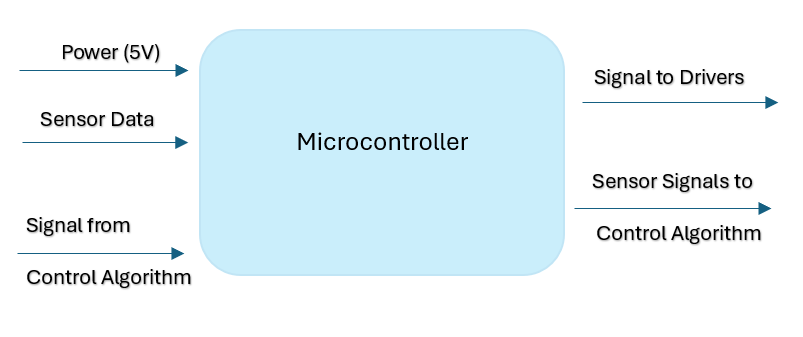 Power (5V)
Sensor Data
Signal from
Control Algorithm
Microcontroller
Signal to Drivers
Sensor Signals to
Control Algorithm